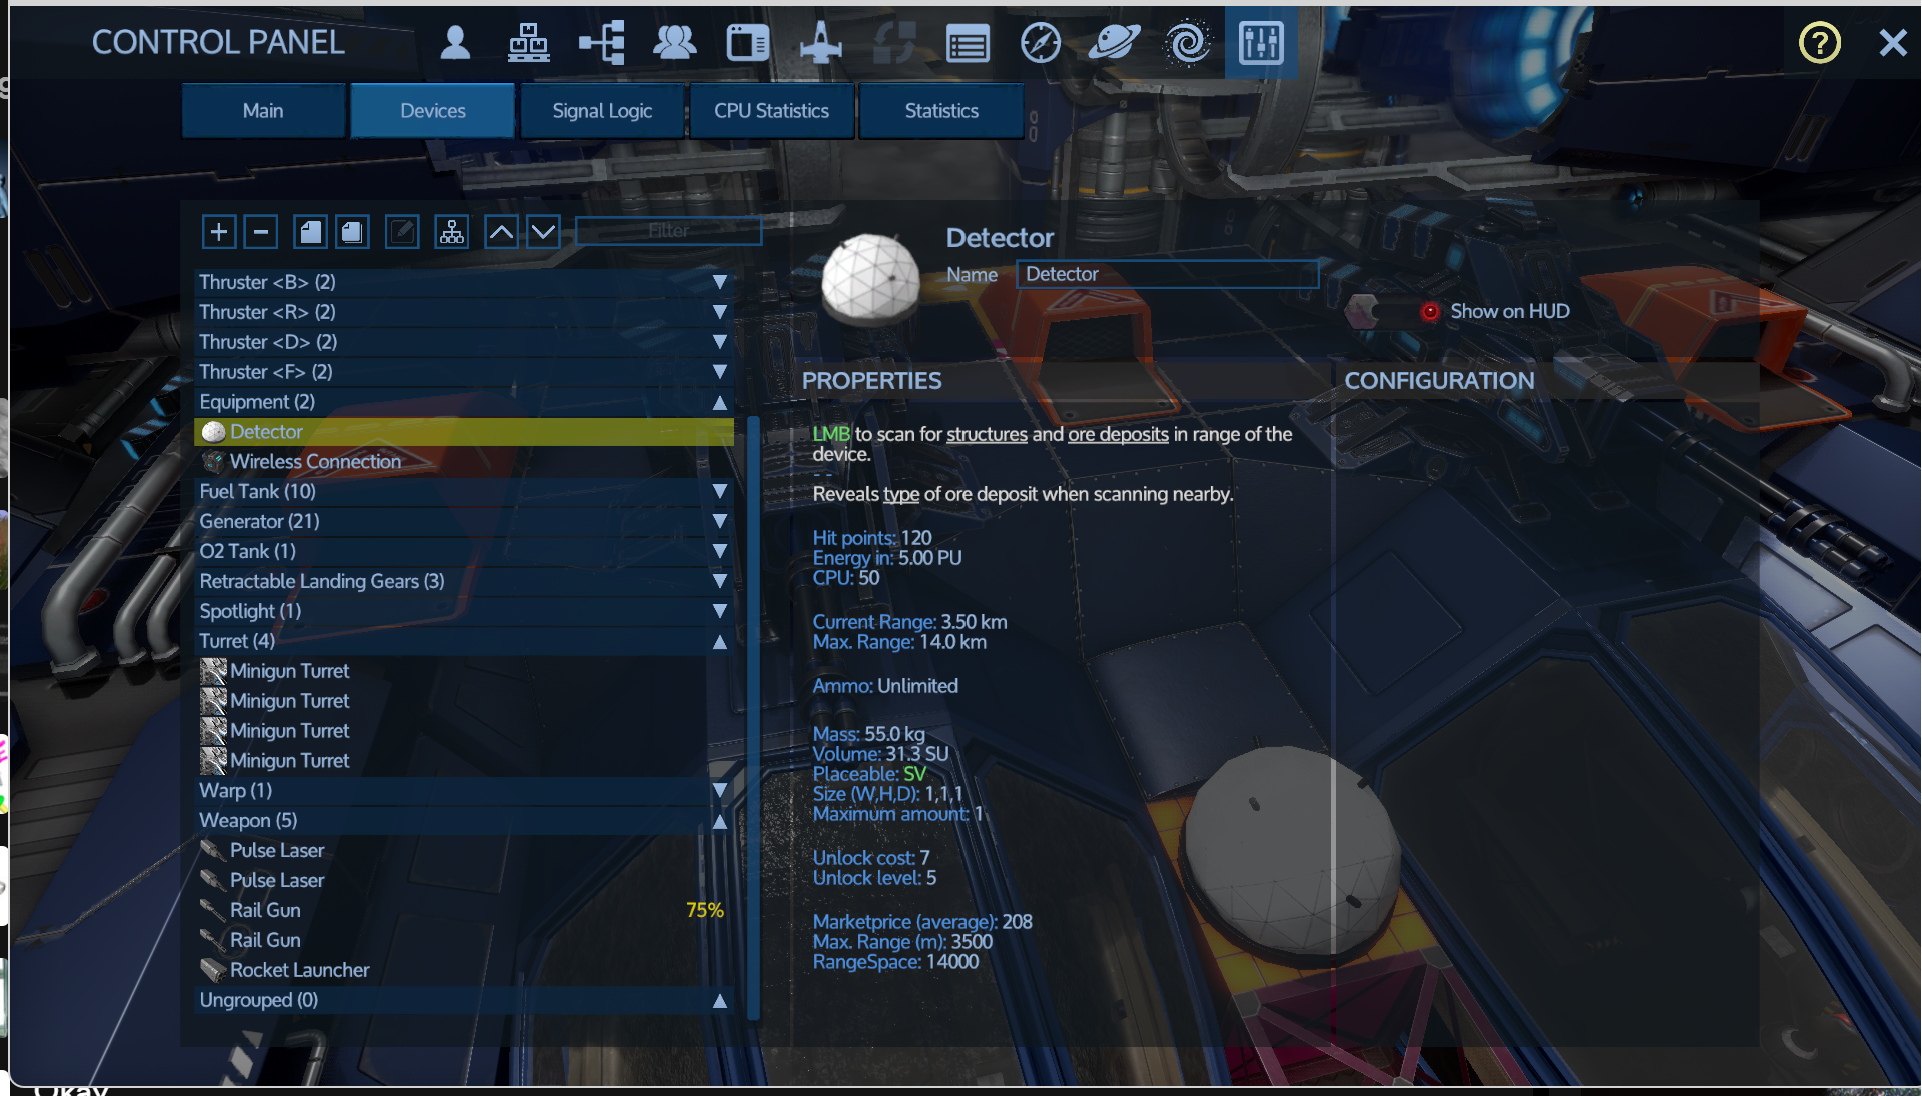 CONTROL PANEL
?
Main
Devices
Signal Logic
CPU Statistics
Statistics
Filter
Thruster <B> (2)
Thruster <R> (2)
Thruster <D> (2)
Thruster <F> (2)
Equipment (2)
Detector
Wireless Connection
Fuel Tank (10)
Generator (21)
O2 Tank (1)
Retractable Landing Gears (3)
Spotlight (1)
Turret (4)
Minigun Turret
Minigun Turret
Minigun Turret
Minigun Turret
Warp (1)
Weapon (5)
Pulse Laser
Pulse Laser
Rail Gun 75%
Rail Gun
Rocket Launcher
Ungrouped (0)
Detector
Name Detector
Show on HUD
PROPERTIES
LMB to scan for structures and ore deposits in range of the
device.
- -
Reveals type of ore deposit when scanning nearby.
Hit points: 120
Energy in: 5.00 PU
CPU: 50
Current Range: 3.50 km
Max. Range: 14.0 km
Ammo: Unlimited
Mass: 55.0 kg
Volume: 31.3 SU
Placeable: SV
Size (W,H,D): 1,1,1
Maximum amount: 1
Unlock cost: 7
Unlock level: 5
Marketprice (average): 208
Max. Range (m): 3500
RangeSpace: 14000
CONFIGURATION
Okay